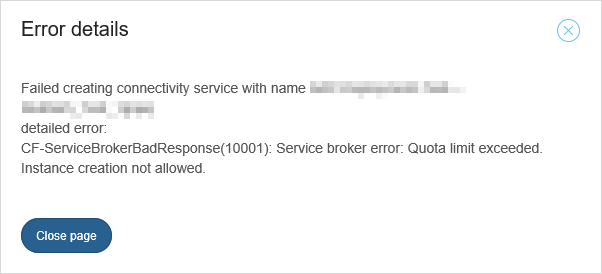 Error details
Failed creating connectivity service with name
detailed error:
CF-ServiceBrokerBadResponse(10001): Service broker error: Quota limit exceeded.
Instance creation not allowed.
Close page